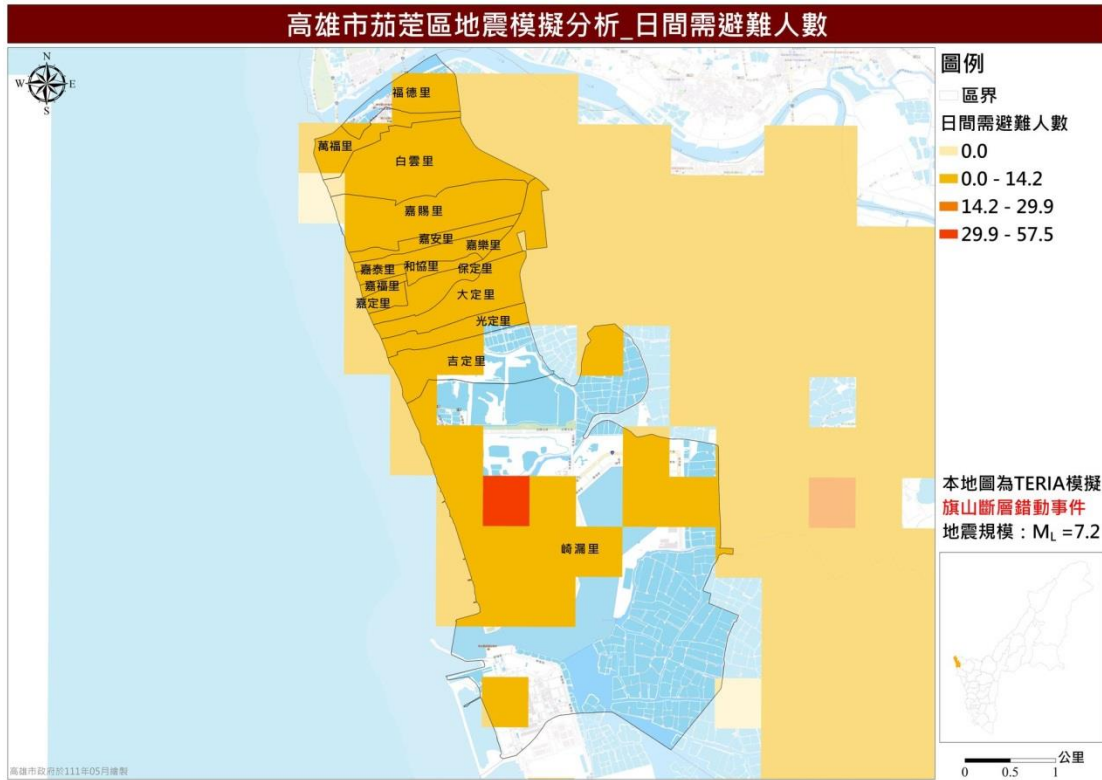 高雄市茄萣區地震模擬分析_日間需避難人數
N
W
E
S
圖例
區界
日間需避難人數
0.0
0.0 - 14.2
14.2 - 29.9
29.9 - 57.5
福德里
萬福里
白雲里
嘉賜里
嘉安里
嘉樂里
嘉泰里
和協里
保定里
嘉福里
大定里
嘉定里
光定里
吉定里
崎漏里
本地圖為TERIA模擬
旗山斷層錯動事件
地震規模：ML =7.2
公里
0 0.5 1
高雄市政府於111年05月繪製